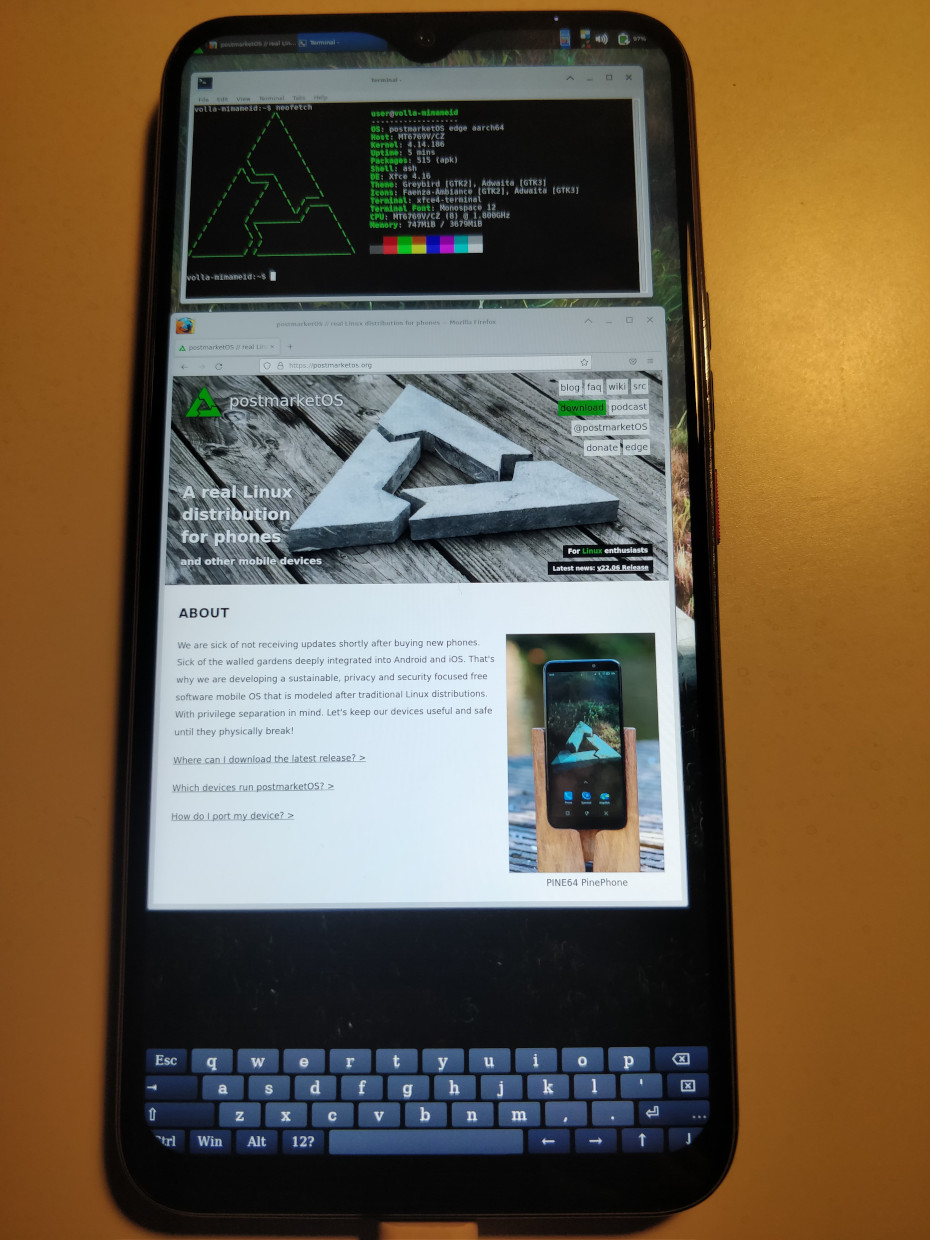 postmarketOS // real Lin...
Terminal -
97%
Terminal -
File Edit View Terminal Tabs Help
volla-mimameid:~$ neofetch
user@volla-mimameid
-------------------
OS: postmarketOS edge aarch64
Host: MT6769V/CZ
Kernel: 4.14.186
Uptime: 5 mins
Packages: 515 (apk)
Shell: ash
DE: Xfce 4.16
Theme: Greybird [GTK2], Adwaita [GTK3]
Icons: Faenza-Ambiance [GTK2], Adwaita [GTK3]
Terminal: xfce4-terminal
Terminal Font: Monospace 12
CPU: MT6769V/CZ (8) @ 1.800GHz
Memory: 747MiB / 3679MiB
volla-mimameid:~$
postmarketOS // real Linux distribution for phones — Mozilla Firefox
postmarketOS // real Lin
https://postmarketos.org
postmarketOS
blog faq wiki src
download podcast
@postmarketOS
donate edge
A real Linux
distribution
for phones
and other mobile devices
For Linux enthusiasts
Latest news: v22.06 Release
ABOUT
We are sick of not receiving updates shortly after buying new phones.
Sick of the walled gardens deeply integrated into Android and iOS. That's
why we are developing a sustainable, privacy and security focused free
software mobile OS that is modeled after traditional Linux distributions.
With privilege separation in mind. Let's keep our devices useful and safe
until they physically break!
Where can I download the latest release? >
Which devices run postmarketOS? >
How do I port my device? >
PINE64 PinePhone
Esc q w e r t y u i o p
a s d f g h j k l '
z x c v b n m , . ...
trl Win Alt 12? ← → ↑